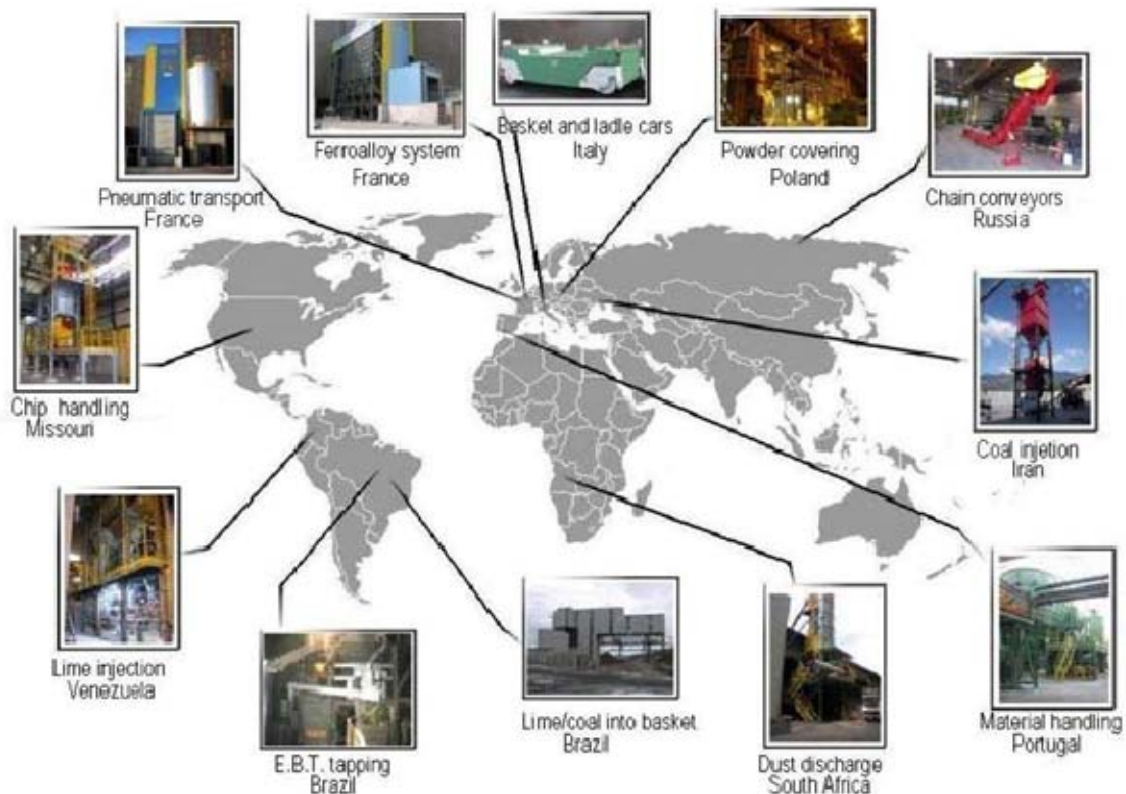 Basket and ladle cars
Italy
Ferroalloy system
France
Powder covering
Poland
Pneumatic transport
France
Chain conveyors
Russia
Chip handling
Missouri
Coal injetion
Iran
Lime injection
Venezuela
Lime/coal into basket
Brazil
Material handling
Portugal
E.B.T. tapping
Brazil
Dust discharge
South Africa